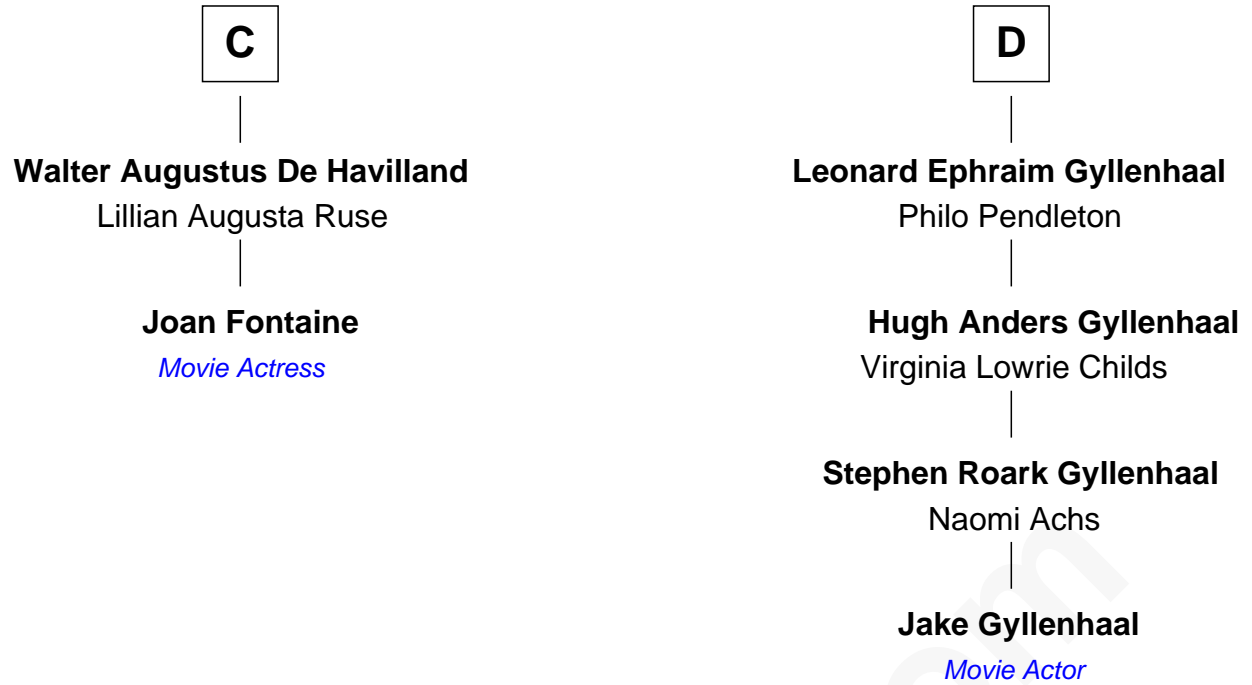 C
Walter Augustus De Havilland
Lillian Augusta Ruse
Joan Fontaine
Movie Actress
D
Leonard Ephraim Gyllenhaal
Philo Pendleton
Hugh Anders Gyllenhaal
Virginia Lowrie Childs
Stephen Roark Gyllenhaal
Naomi Achs
Jake Gyllenhaal
Movie Actor
om